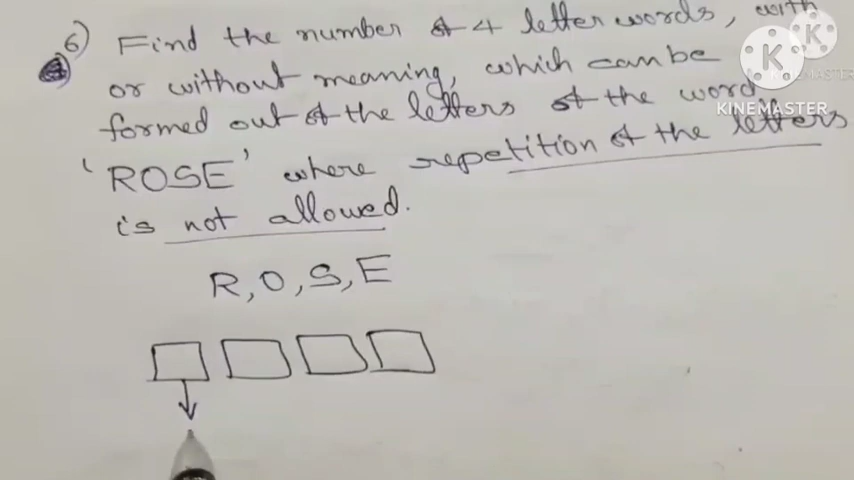 6) Find the number of 4 letter words, with
or without meaning, which can be
formed out of the letters of the word
'ROSE' where repetition of the letters
is not allowed.
R, O, S, E
K
KINEMASTER
K
KINEMASTER